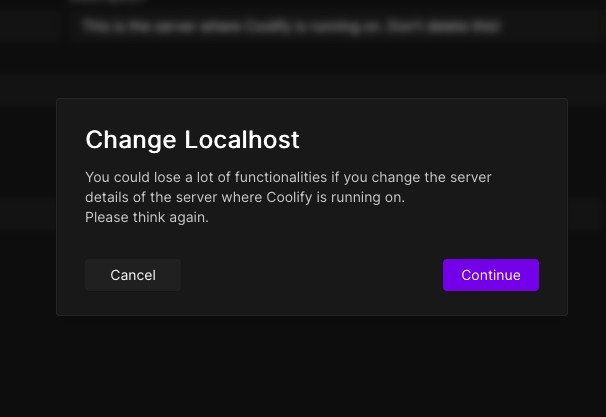 This is the server where Coolify is running on. Don't delete this!
Change Localhost
You could lose a lot of functionalities if you change the server
details of the server where Coolify is running on.
Please think again.
Cancel
Continue